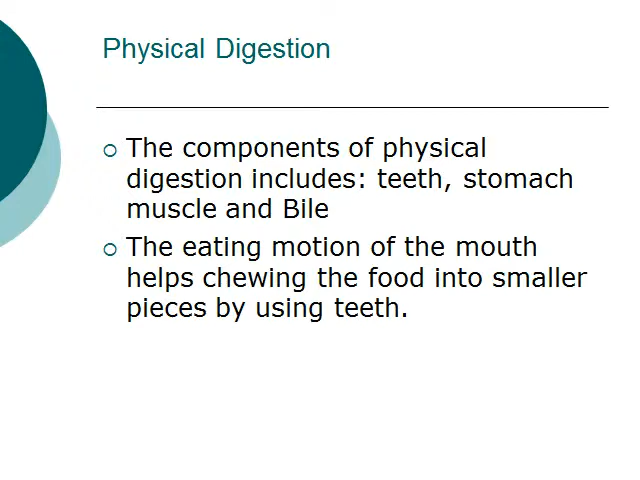 Physical Digestion
The components of physical
digestion includes: teeth, stomach
muscle and Bile
The eating motion of the mouth
helps chewing the food into smaller
pieces by using teeth.